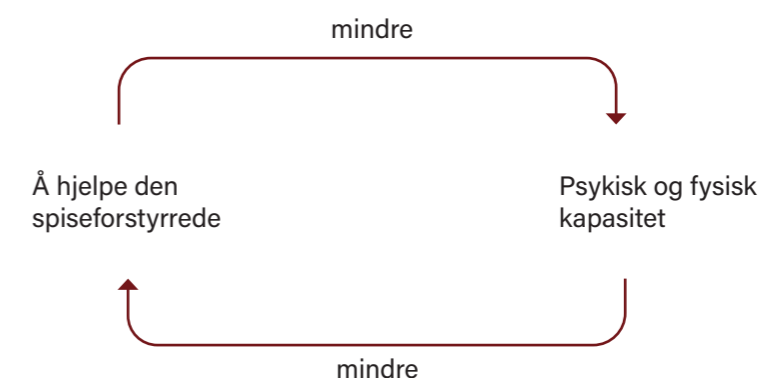 mindre
Å hjelpe den
spiseforstyrrede
Psykisk og fysisk
kapasitet
mindre